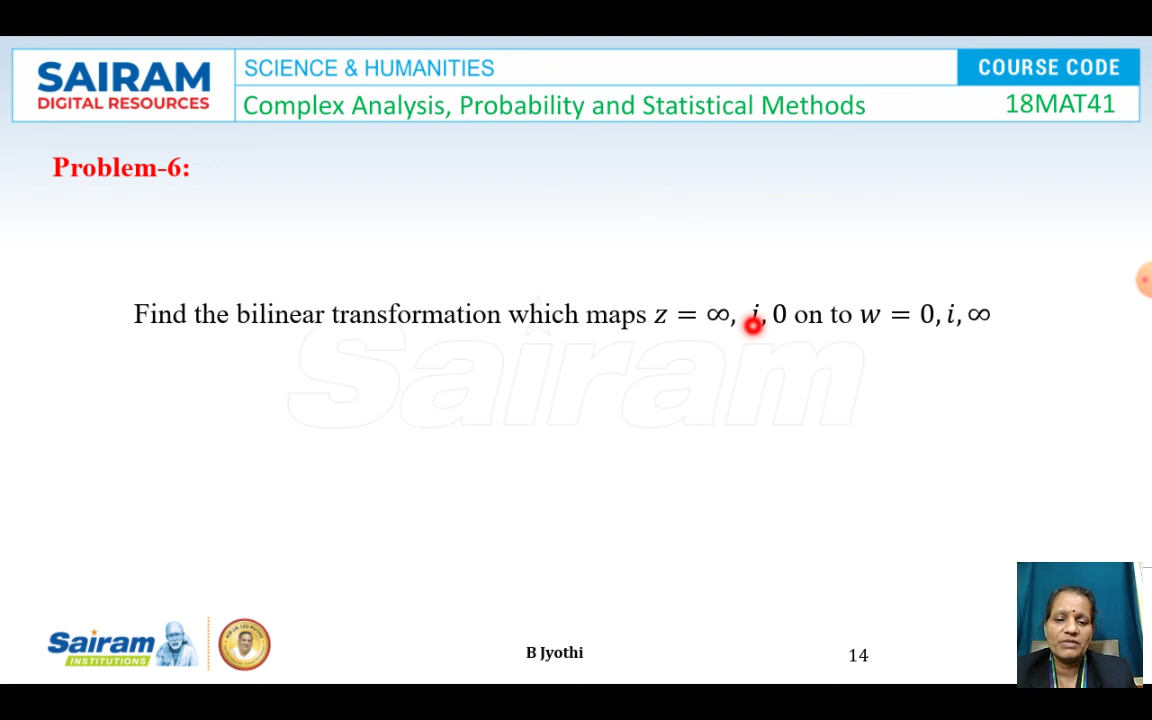 SAIRAM
DIGITAL RESOURCES
SCIENCE & HUMANITIES
COURSE CODE
Complex Analysis, Probability and Statistical Methods
18MAT41
Problem-6:
Find the bilinear transformation which maps z = ∞, i, 0 on to w = 0, i, ∞
Sairam
Sairam
INSTITUTIONS
B Jyothi
14